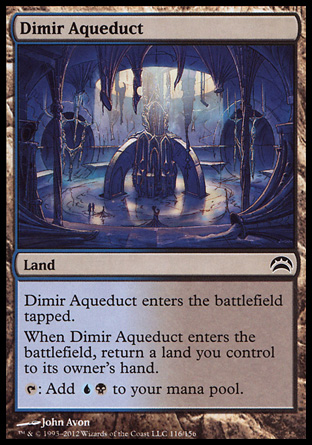 Dimir Aqueduct
Land
Dimir Aqueduct enters the battlefield
tapped.
When Dimir Aqueduct enters the
battlefield, return a land you control
to its owner's hand.
: Add to your mana pool.
John Avon
™ & © 1993–2012 Wizards of the Coast LLC 116/156